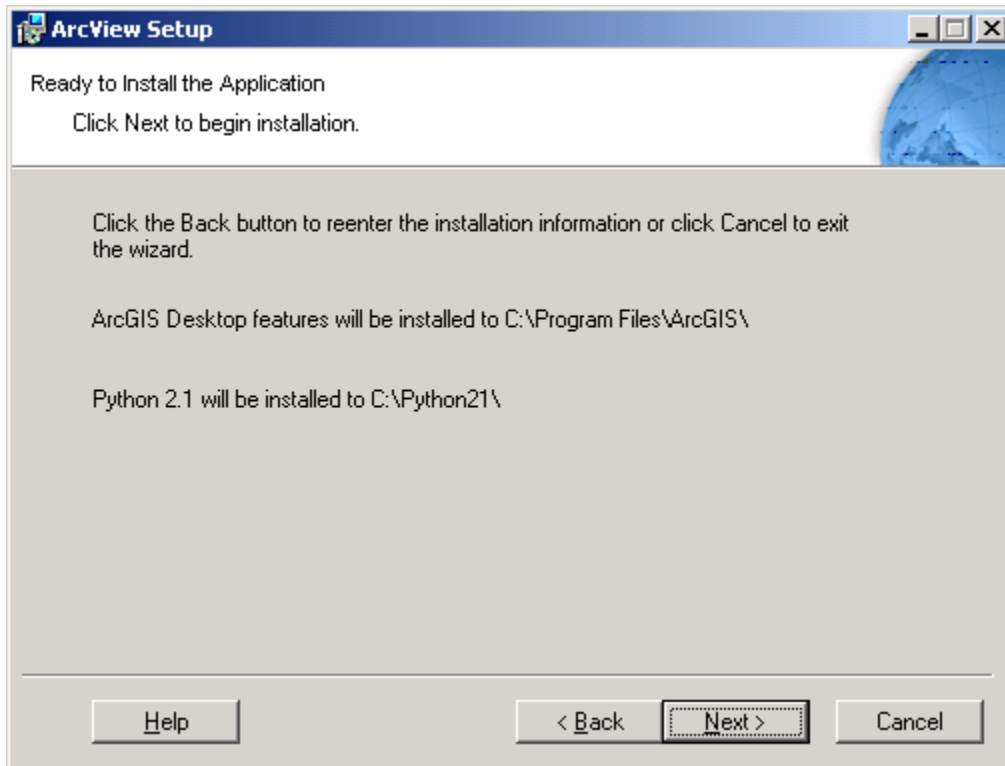 ArcView Setup
Ready to Install the Application
Click Next to begin installation.
Click the Back button to reenter the installation information or click Cancel to exit
the wizard.
ArcGIS Desktop features will be installed to C:\Program Files\ArcGIS\
Python 2.1 will be installed to C:\Python21\
Help
< Back
Next >
Cancel